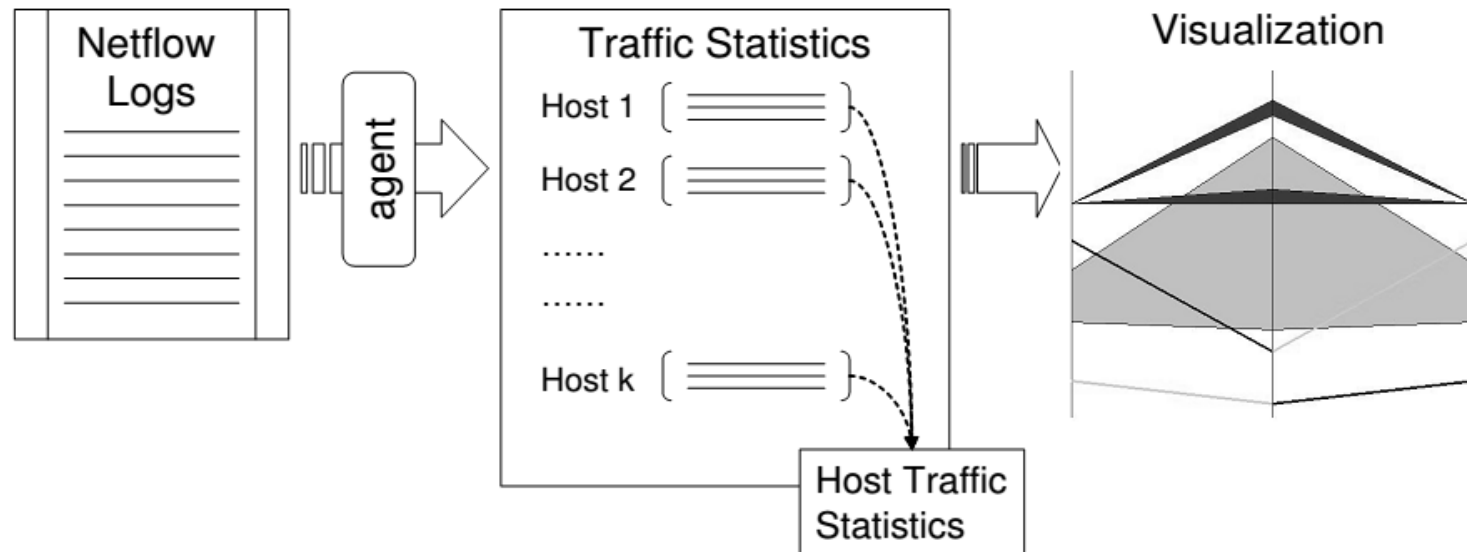 Netflow
Logs
agent
Traffic Statistics
Host 1
Host 2
......
......
Host k
Host Traffic
Statistics
Visualization